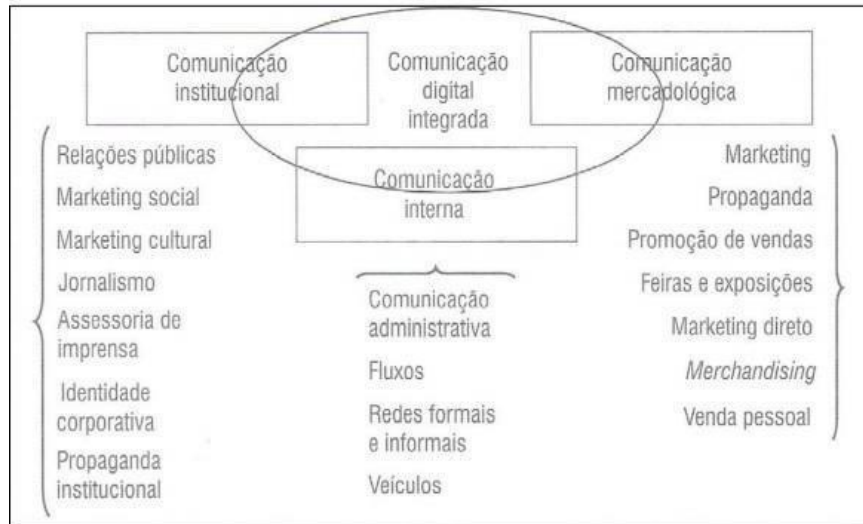 Comunicação
institucional
Comunicação
digital
integrada
Comunicação
mercadológica
Comunicação
interna
Relações públicas
Marketing social
Marketing cultural
Jornalismo
Assessoria de
imprensa
Identidade
corporativa
Propaganda
institucional
Comunicação
administrativa
Fluxos
Redes formais
e informais
Veículos
Marketing
Propaganda
Promoção de vendas
Feiras e exposições
Marketing direto
Merchandising
Venda pessoal